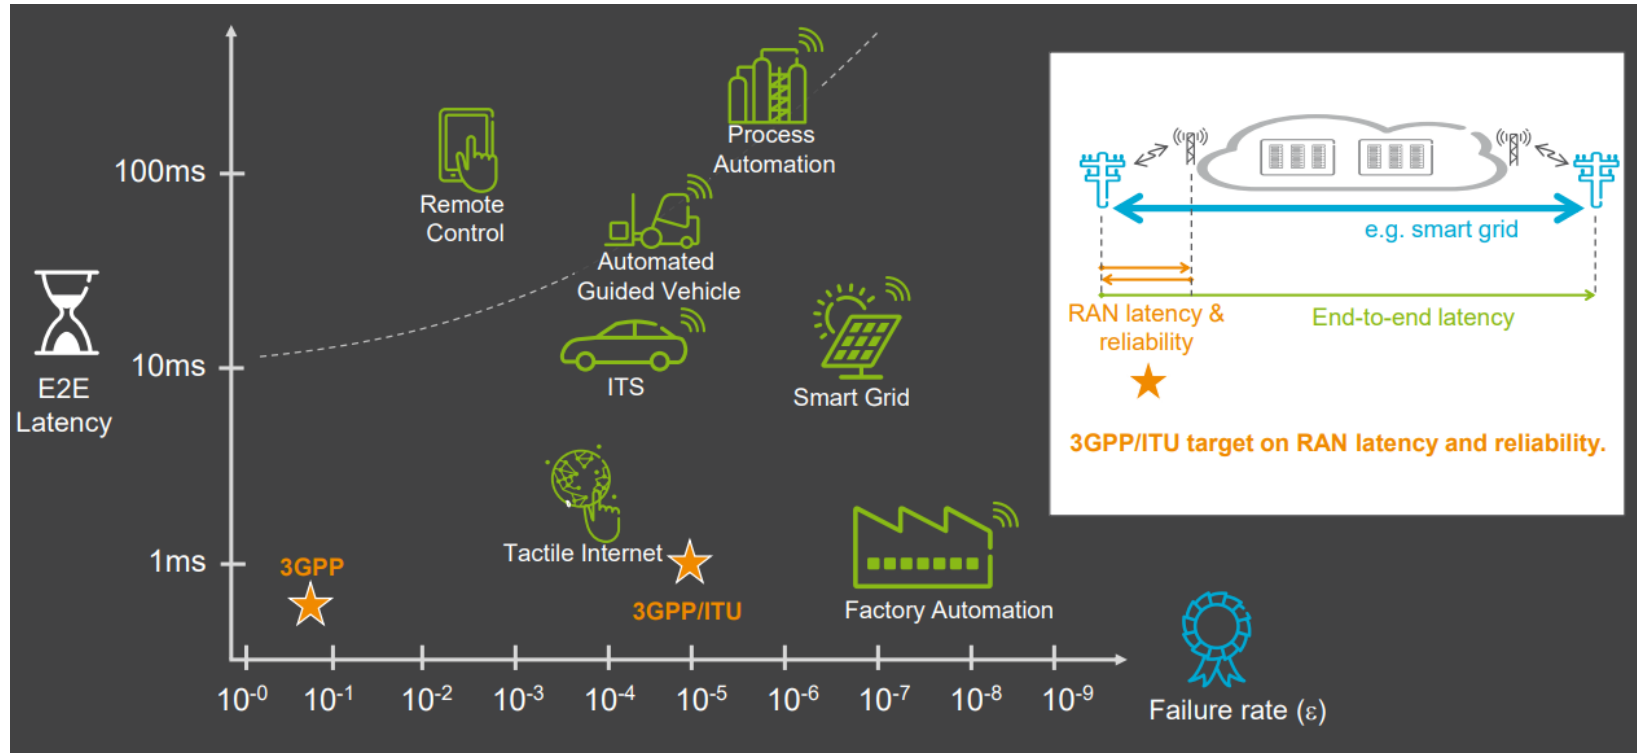 Process
Automation
100ms
Remote
Control
Automated
Guided Vehicle
E2E
Latency
10ms
ITS
Smart Grid
Tactile Internet
1ms
3GPP
3GPP/ITU
Factory Automation
10-0 10-1 10-2 10-3 10-4 10-5 10-6 10-7 10-8 10-9
Failure rate (ε)
e.g. smart grid
RAN latency &
reliability
End-to-end latency
3GPP/ITU target on RAN latency and reliability.